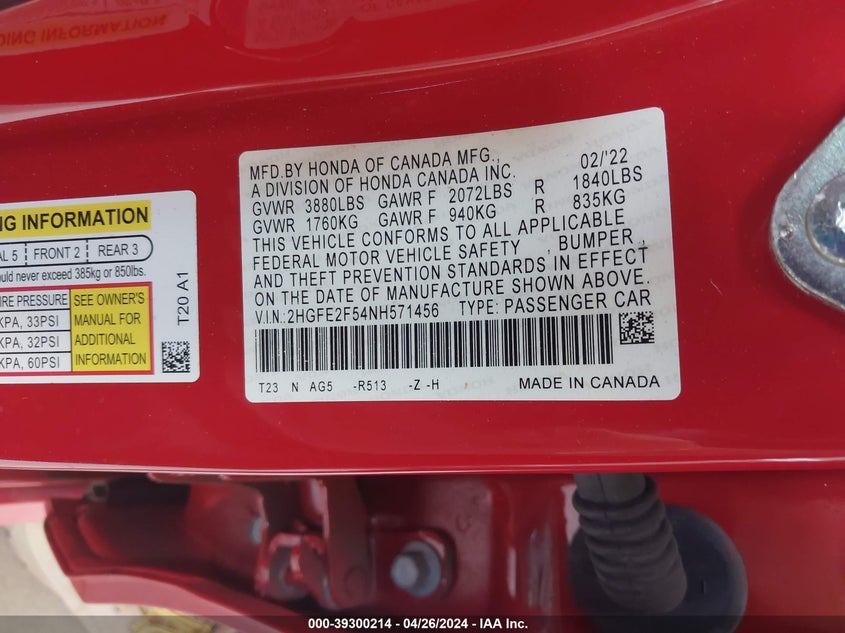 MFD.BY HONDA OF CANADA MFG., 02/'22
A DIVISION OF HONDA CANADA INC.
GVWR 3880LBS GAWR F 2072LBS R 1840LBS
GVWR 1760KG GAWR F 940KG R 835KG
THIS VEHICLE CONFORMS TO ALL APPLICABLE
FEDERAL MOTOR VEHICLE SAFETY , BUMPER ,
AND THEFT PREVENTION STANDARDS IN EFFECT
ON THE DATE OF MANUFACTURE SHOWN ABOVE.
V.I.N.:2HGFE2F54NH571456 TYPE: PASSENGER CAR
T23 N AG5 -R513 -Z -H MADE IN CANADA
INFORMATION
5 FRONT 2 REAR 3
never exceed 385kg or 850lbs.
PRESSURE SEE OWNER'S
KPA, 33PSI MANUAL FOR
KPA, 32PSI ADDITIONAL
KPA, 60PSI INFORMATION
T20 A1
000-39300214 - 04/26/2024 - IAA Inc.